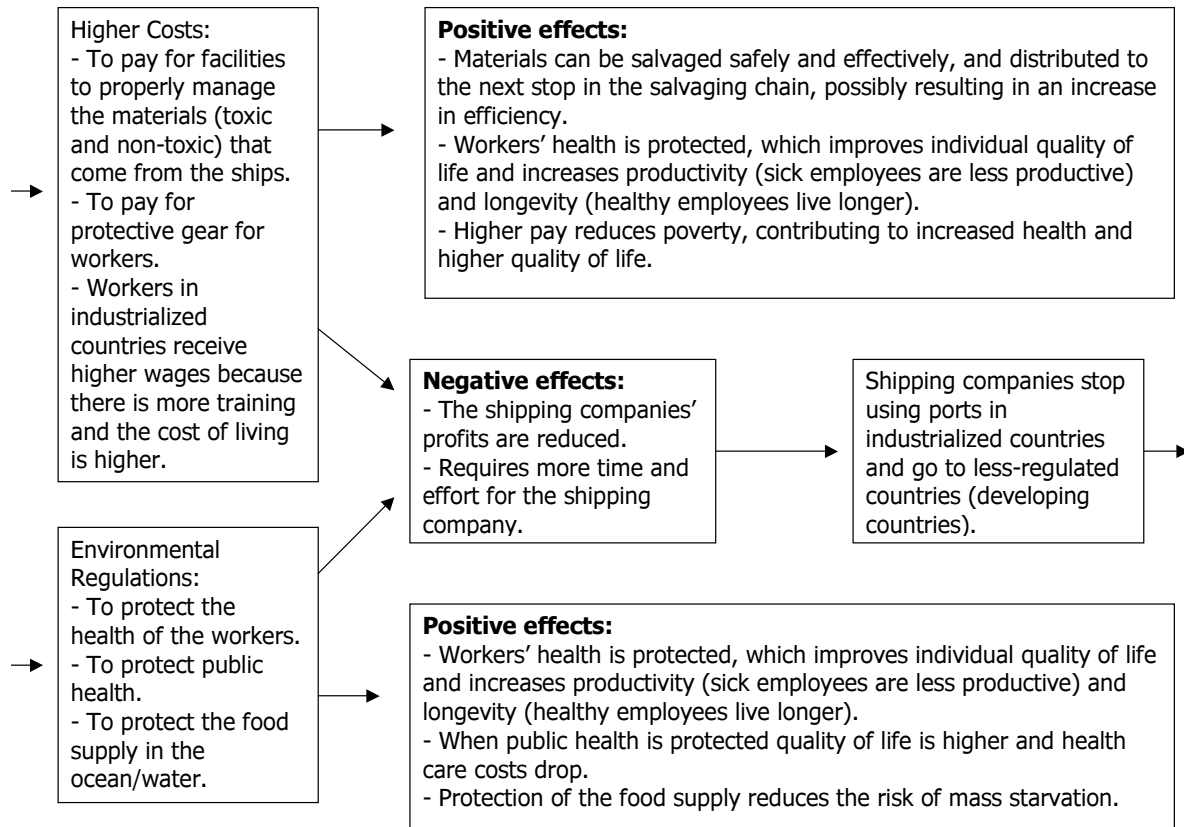 Higher Costs:
- To pay for facilities
to properly manage
the materials (toxic
and non-toxic) that
come from the ships.
- To pay for
protective gear for
workers.
- Workers in
industrialized
countries receive
higher wages because
there is more training
and the cost of living
is higher.
Positive effects:
- Materials can be salvaged safely and effectively, and distributed to
the next stop in the salvaging chain, possibly resulting in an increase
in efficiency.
- Workers’ health is protected, which improves individual quality of
life and increases productivity (sick employees are less productive)
and longevity (healthy employees live longer).
- Higher pay reduces poverty, contributing to increased health and
higher quality of life.
Negative effects:
- The shipping companies’
profits are reduced.
- Requires more time and
effort for the shipping
company.
Shipping companies stop
using ports in
industrialized countries
and go to less-regulated
countries (developing
countries).
Environmental
Regulations:
- To protect the
health of the workers.
- To protect public
health.
- To protect the food
supply in the
ocean/water.
Positive effects:
- Workers’ health is protected, which improves individual quality of life
and increases productivity (sick employees are less productive) and
longevity (healthy employees live longer).
- When public health is protected quality of life is higher and health
care costs drop.
- Protection of the food supply reduces the risk of mass starvation.